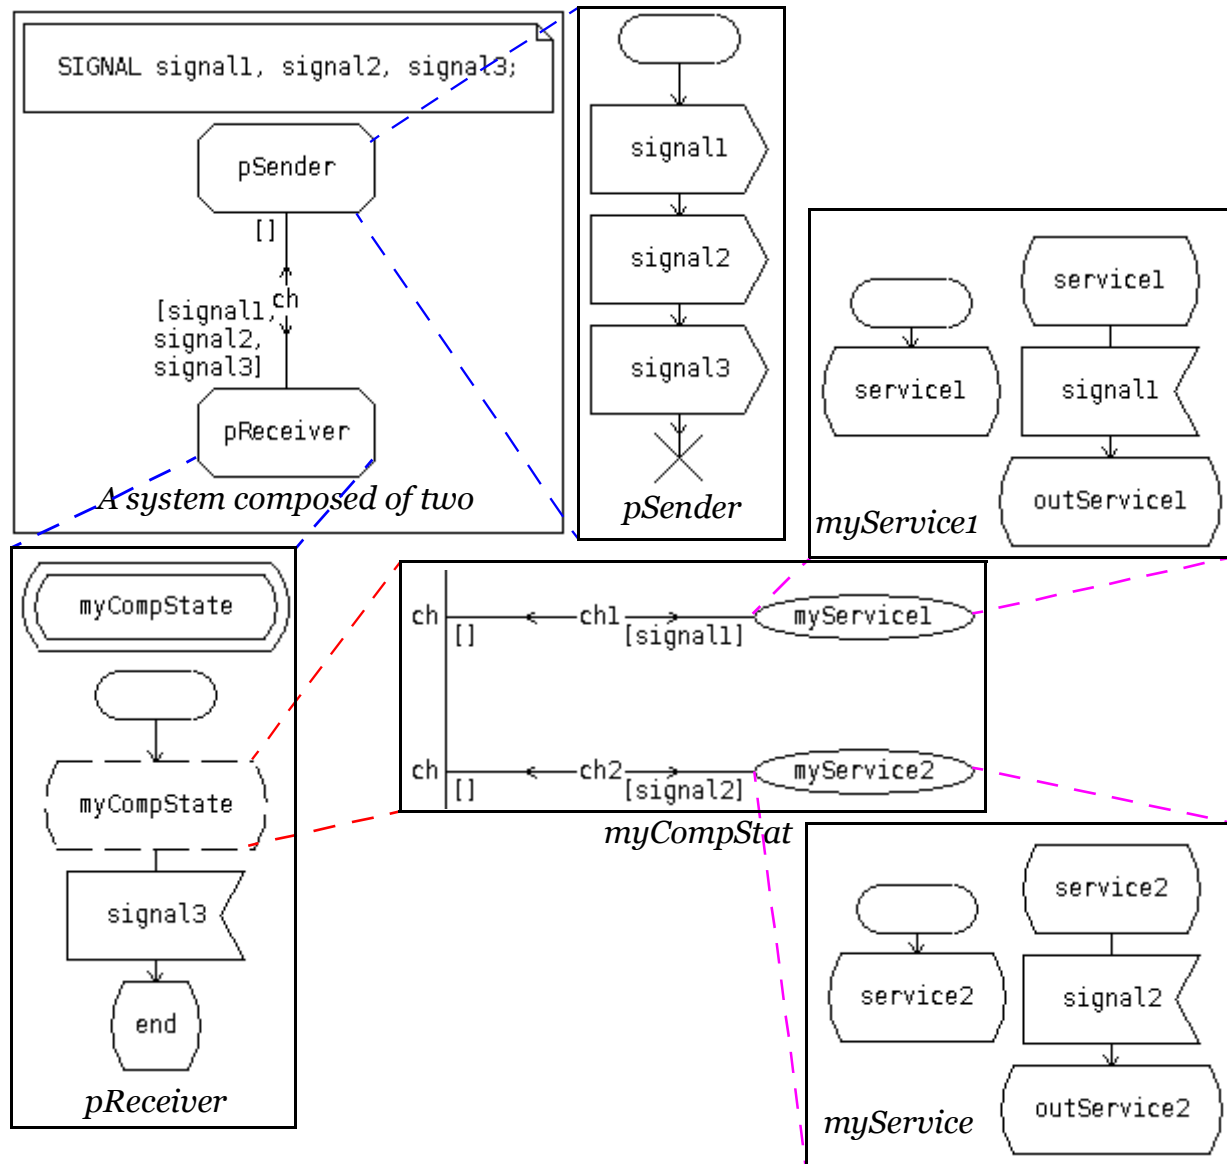 SIGNAL signal1, signal2, signal3;
pSender
[]
ch
[signal1,
signal2,
signal3]
pReceiver
A system composed of two
signal1
signal2
signal3
pSender
service1
service1
signal1
outService1
myService1
myCompState
myCompState
signal3
end
pReceiver
ch
[]
ch1
[signal1]
myService1
ch
[]
ch2
[signal2]
myService2
myCompStat
service2
service2
signal2
outService2
myService